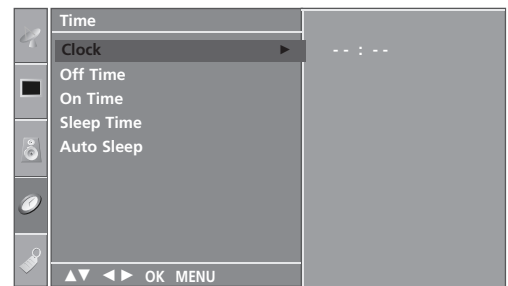 Time
Clock ► -- : --
Off Time
On Time
Sleep Time
Auto Sleep
▲▼ ◄► OK MENU